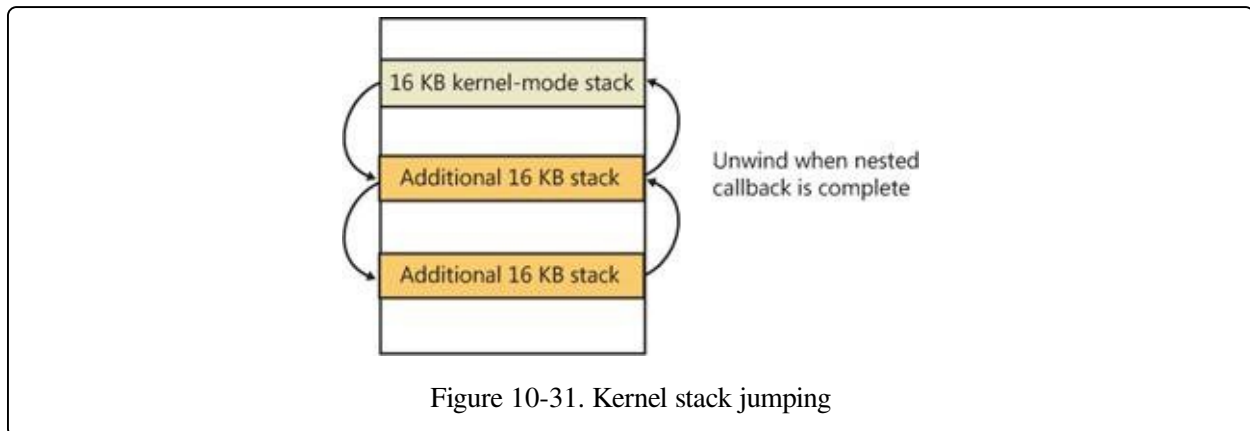 16 KB kernel-mode stack
Additional 16 KB stack
Unwind when nested
callback is complete
Additional 16 KB stack
Figure 10-31. Kernel stack jumping